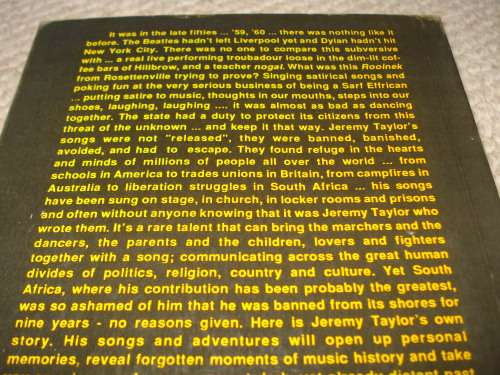 It was in the late fifties ... '59, '60 ... there was nothing like it
before. The Beatles hadn't left Liverpool yet and Dylan hadn't hit
New York City. There was no one to compare this subversive
with ... a real live performing troubadour loose in the dim-lit cof-
fee bars of Hillbrow, and a teacher nogal. What was this Rooinek
from Rosettenville trying to prove? Singing satirical songs and
poking fun at the very serious business of being a Sarf Effrican
... putting satire to music, thoughts in our mouths, steps into our
shoes, laughing, laughing .... it was almost as bad as dancing
together. The state had a duty to protect its citizens from this
threat of the unknown ... and keep it that way. Jeremy Taylor's
songs were not "released", they were banned, banished,
avoided, and had to escape. They found refuge in the hearts
and minds of millions of people all over the world ... from
schools in America to trades unions in Britain, from campfires in
Australia to liberation struggles in South Africa ... his songs
have been sung on stage, in church, in locker rooms and prisons
and often without anyone knowing that it was Jeremy Taylor who
wrote them. It's a rare talent that can bring the marchers and the
dancers, the parents and the children, lovers and fighters
together with a song; communicating across the great human
divides of politics, religion, country and culture. Yet South
Africa, where his contribution has been probably the greatest,
was so ashamed of him that he was banned from its shores for
nine years - no reasons given. Here is Jeremy Taylor's own
story. His songs and adventures will open up personal
memories, reveal forgotten moments of music history and take
already distant past